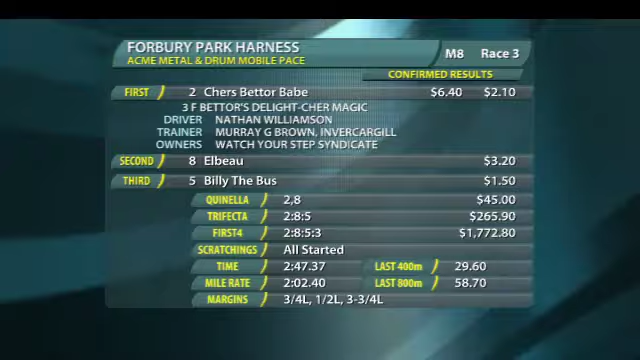 FORBURY PARK HARNESS M8 Race 3
ACME METAL & DRUM MOBILE PACE
CONFIRMED RESULTS
FIRST 2 Chers Bettor Babe $6.40 $2.10
3 F BETTOR'S DELIGHT-CHER MAGIC
DRIVER NATHAN WILLIAMSON
TRAINER MURRAY G BROWN, INVERCARGILL
OWNERS WATCH YOUR STEP SYNDICATE
SECOND 8 Elbeau $3.20
THIRD 5 Billy The Bus $1.50
QUINELLA 2,8 $45.00
TRIFECTA 2:8:5 $265.90
FIRST4 2:8:5:3 $1,772.80
SCRATCHINGS All Started
TIME 2:47.37 LAST 400m 29.60
MILE RATE 2:02.40 LAST 800m 58.70
MARGINS 3/4L, 1/2L, 3-3/4L